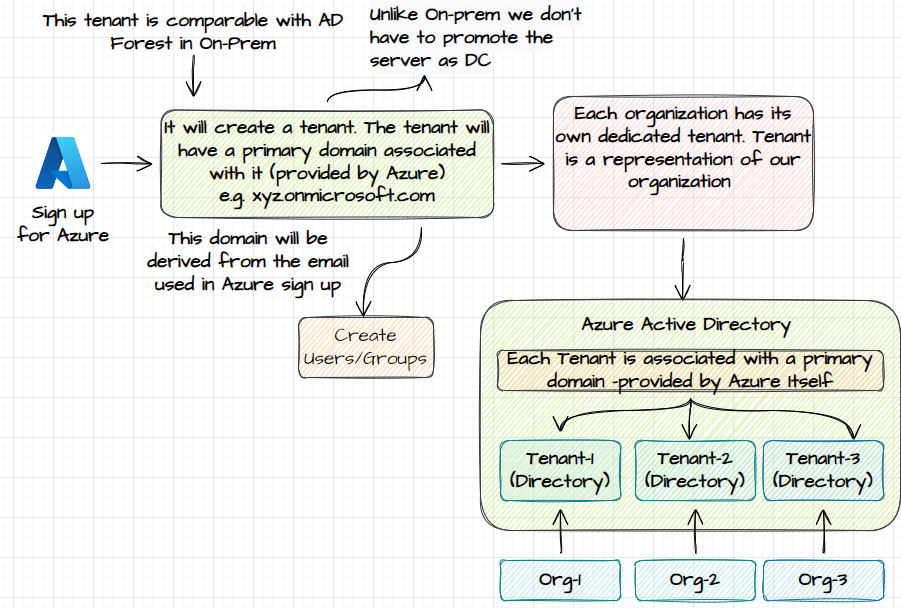 This tenant is comparable with AD
Forest in On-Prem
Unlike On-prem we don't
have to promote the
server as DC
It will create a tenant. The tenant will
have a primary domain associated
with it (provided by Azure)
e.g. xyz.onmicrosoft.com
Each organization has its
own dedicated tenant. Tenant
is a representation of our
organization
Sign up
for Azure
This domain will be
derived from the email
used in Azure sign up
Create
Users/Groups
Azure Active Directory
Each Tenant is associated with a primary
domain -provided by Azure Itself
Tenant-1
(Directory)
Tenant-2
(Directory)
Tenant-3
(Directory)
Org-1
Org-2
Org-3